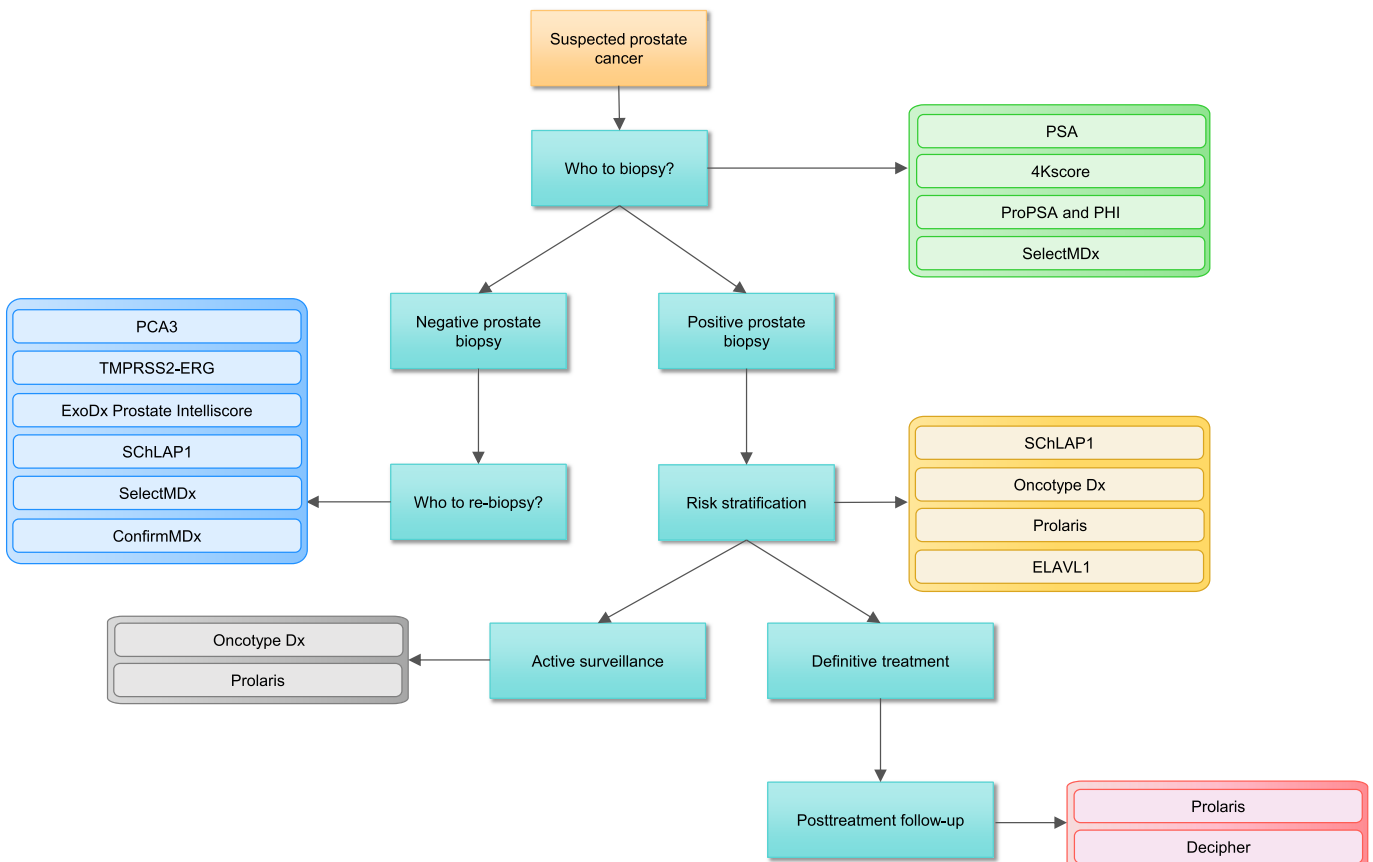 Suspected prostate
cancer
Who to biopsy?
PSA
4Kscore
ProPSA and PHI
SelectMDx
Negative prostate
biopsy
Positive prostate
biopsy
PCA3
TMPRSS2-ERG
ExoDx Prostate Intelliscore
SChLAP1
SelectMDx
ConfirmMDx
Who to re-biopsy?
Risk stratification
SChLAP1
Oncotype Dx
Prolaris
ELAVL1
Oncotype Dx
Prolaris
Active surveillance
Definitive treatment
Posttreatment follow-up
Prolaris
Decipher